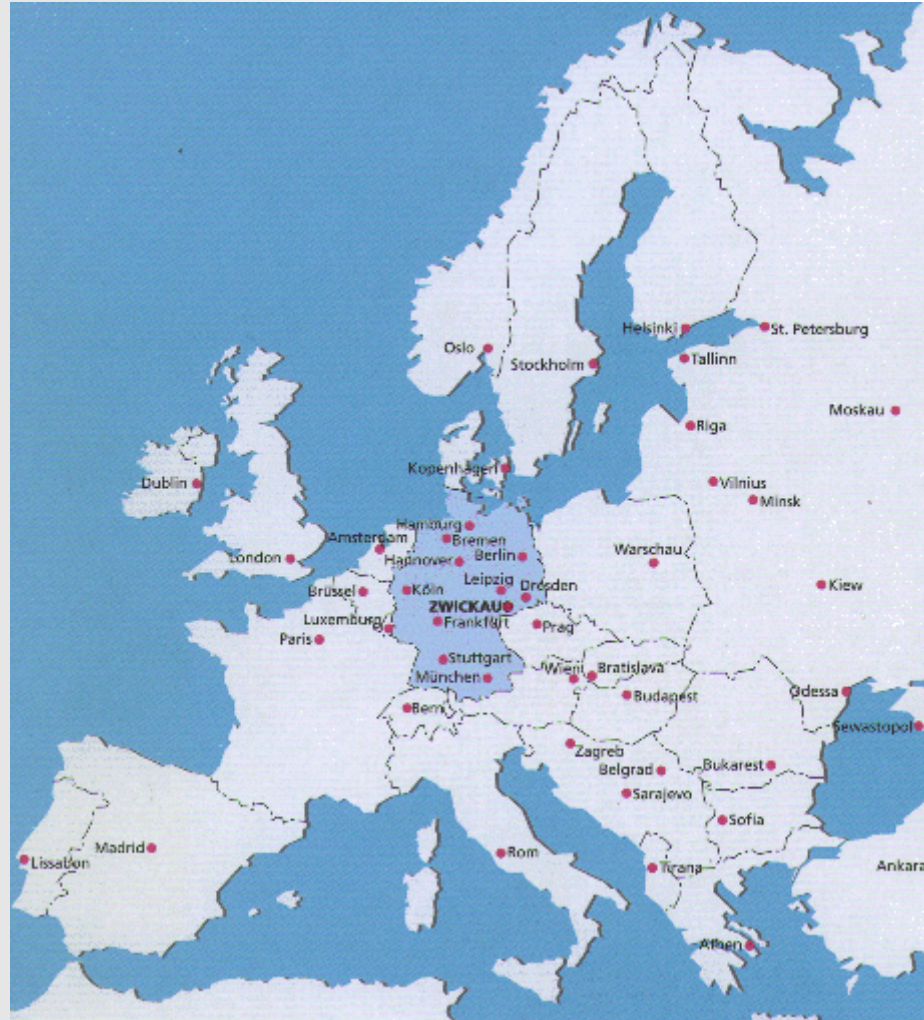 Helsinki
St. Petersburg
Oslo
Stockholm
Tallinn
Moskau
Riga
Kopenhagen
Dublin
Vilnius
Minsk
Hamburg
Amsterdam
Bremen
Warschau
London
Hannover
Berlin
Kiew
Brüssel
Köln
Leipzig
Dresden
ZWICKAU
Luxemburg
Frankfurt
Prag
Paris
Stuttgart
Wien
Bratislava
München
Budapest
Odessa
Bern
Sewastopol
Zagreb
Belgrad
Bukarest
Sarajevo
Sofia
Madrid
Lissabon
Rom
Tirana
Ankara
Athen